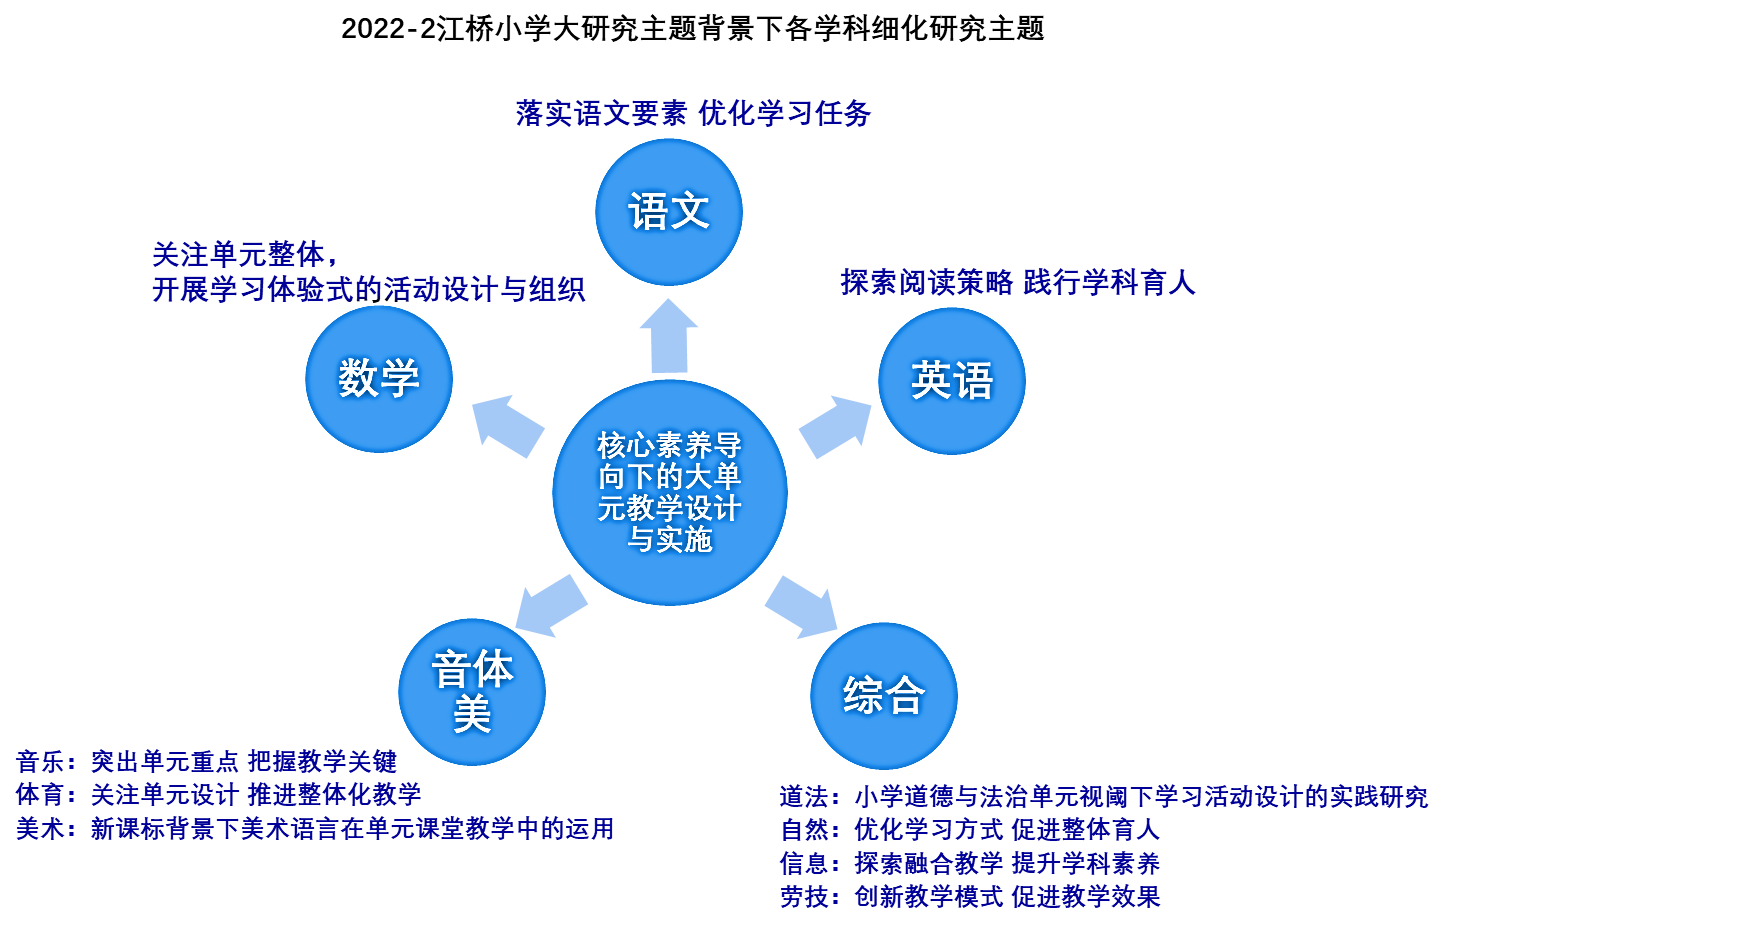 2022-2江桥小学大研究主题背景下各学科细化研究主题
落实语文要素 优化学习任务
语文
关注单元整体，
开展学习体验式的活动设计与组织
数学
探索阅读策略 践行学科育人
英语
核心素养导
向下的大单
元教学设计
与实施
音体
美
音乐：突出单元重点 把握教学关键
体育：关注单元设计 推进整体化教学
美术：新课标背景下美术语言在单元课堂教学中的运用
综合
道法：小学道德与法治单元视阈下学习活动设计的实践研究
自然：优化学习方式 促进整体育人
信息：探索融合教学 提升学科素养
劳技：创新教学模式 促进教学效果